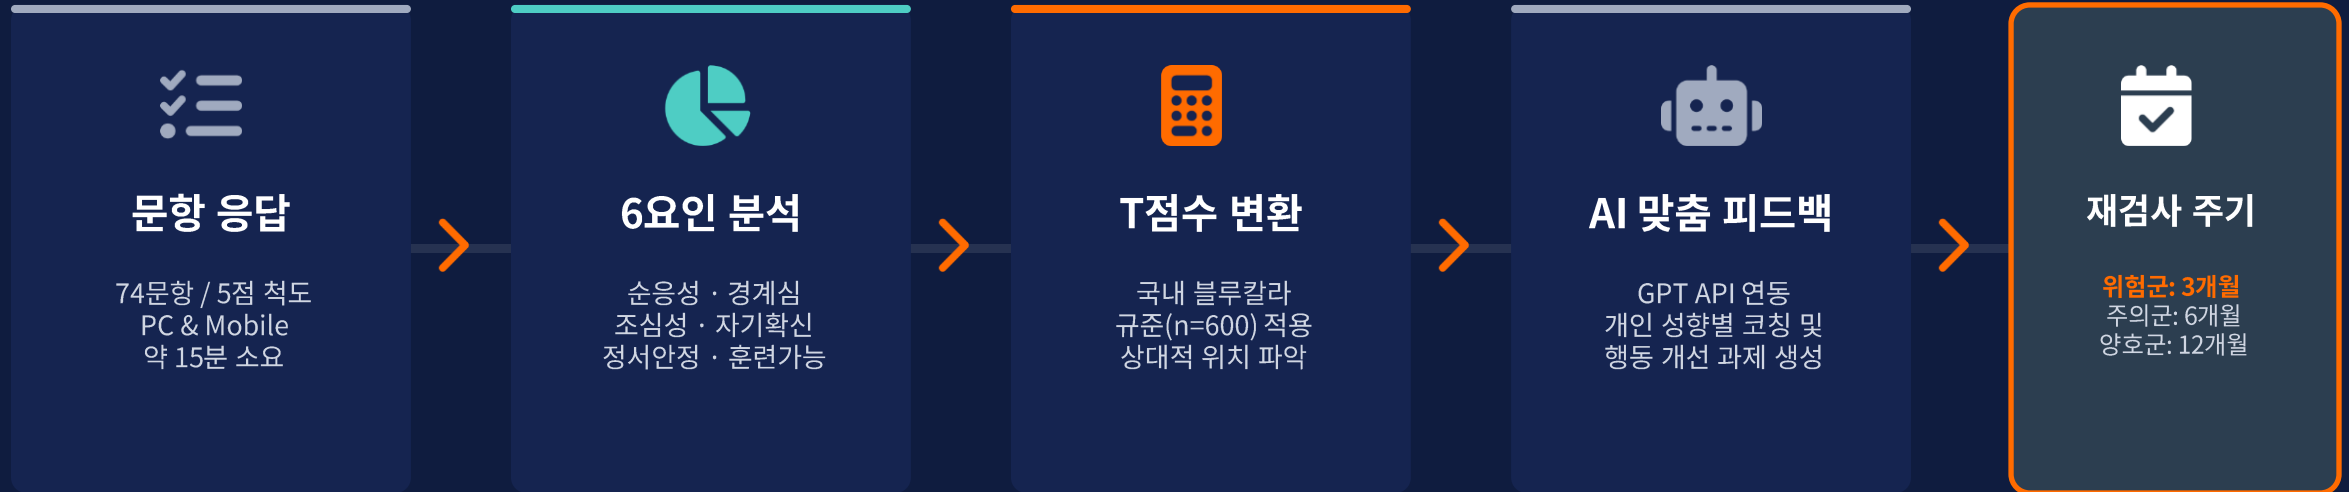 문항 응답
74문항 / 5점 척도
PC & Mobile
약 15분 소요
6요인 분석
순응성 · 경계심
조심성 · 자기확신
정서안정 · 훈련가능
T점수 변환
국내 블루칼라
규준(n=600) 적용
상대적 위치 파악
AI 맞춤 피드백
GPT API 연동
개인 성향별 코칭 및
행동 개선 과제 생성
재검사 주기
위험군: 3개월
주의군: 6개월
양호군: 12개월